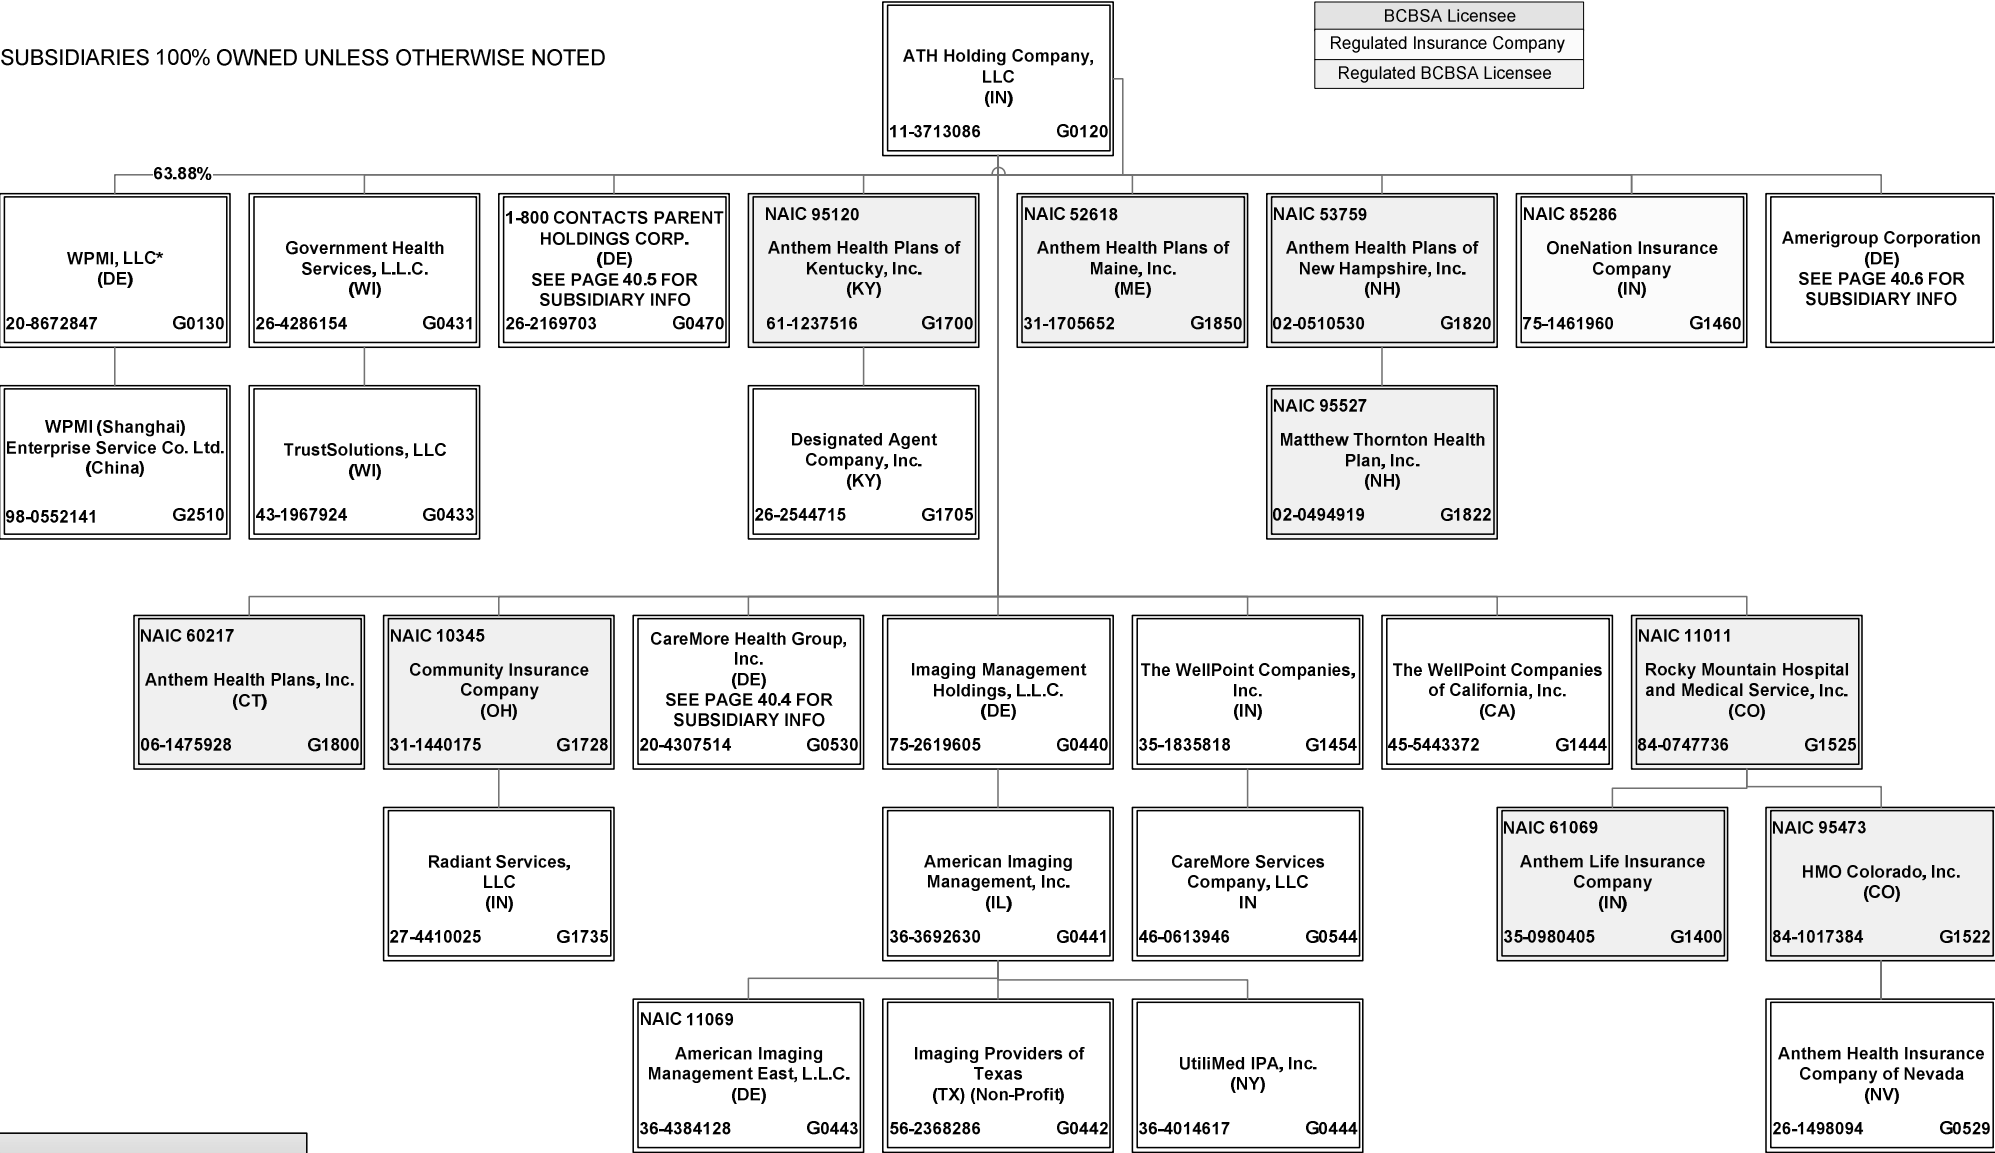 SUBSIDIARIES 100% OWNED UNLESS OTHERWISE NOTED
ATH Holding Company,
LLC
(IN)
11-3713086 G0120
BCBSA Licensee
Regulated Insurance Company
Regulated BCBSA Licensee
63.88%
WPMI, LLC*
(DE)
20-8672847 G0130
Government Health
Services, L.L.C.
(WI)
26-4286154 G0431
1-800 CONTACTS PARENT
HOLDINGS CORP.
(DE)
SEE PAGE 40.5 FOR
SUBSIDIARY INFO
26-2169703 G0470
NAIC 95120
Anthem Health Plans of
Kentucky, Inc.
(KY)
61-1237516 G1700
NAIC 52618
Anthem Health Plans of
Maine, Inc.
(ME)
31-1705652 G1850
NAIC 53759
Anthem Health Plans of
New Hampshire, Inc.
(NH)
02-0510530 G1820
NAIC 85286
OneNation Insurance
Company
(IN)
75-1461960 G1460
Amerigroup Corporation
(DE)
SEE PAGE 40.6 FOR
SUBSIDIARY INFO
WPMI (Shanghai)
Enterprise Service Co. Ltd.
(China)
98-0552141 G2510
TrustSolutions, LLC
(WI)
43-1967924 G0433
Designated Agent
Company, Inc.
(KY)
26-2544715 G1705
NAIC 95527
Matthew Thornton Health
Plan, Inc.
(NH)
02-0494919 G1822
NAIC 60217
Anthem Health Plans, Inc.
(CT)
06-1475928 G1800
NAIC 10345
Community Insurance
Company
(OH)
31-1440175 G1728
CareMore Health Group,
Inc.
(DE)
SEE PAGE 40.4 FOR
SUBSIDIARY INFO
20-4307514 G0530
Imaging Management
Holdings, L.L.C.
(DE)
75-2619605 G0440
The WellPoint Companies,
Inc.
(IN)
35-1835818 G1454
The WellPoint Companies
of California, Inc.
(CA)
45-5443372 G1444
NAIC 11011
Rocky Mountain Hospital
and Medical Service, Inc.
(CO)
84-0747736 G1525
Radiant Services,
LLC
(IN)
27-4410025 G1735
American Imaging
Management, Inc.
(IL)
36-3692630 G0441
CareMore Services
Company, LLC
IN
46-0613946 G0544
NAIC 61069
Anthem Life Insurance
Company
(IN)
35-0980405 G1400
NAIC 95473
HMO Colorado, Inc.
(CO)
84-1017384 G1522
NAIC 11069
American Imaging
Management East, L.L.C.
(DE)
36-4384128 G0443
Imaging Providers of
Texas
(TX) (Non-Profit)
56-2368286 G0442
UtiliMed IPA, Inc.
(NY)
36-4014617 G0444
Anthem Health Insurance
Company of Nevada
(NV)
26-1498094 G0529